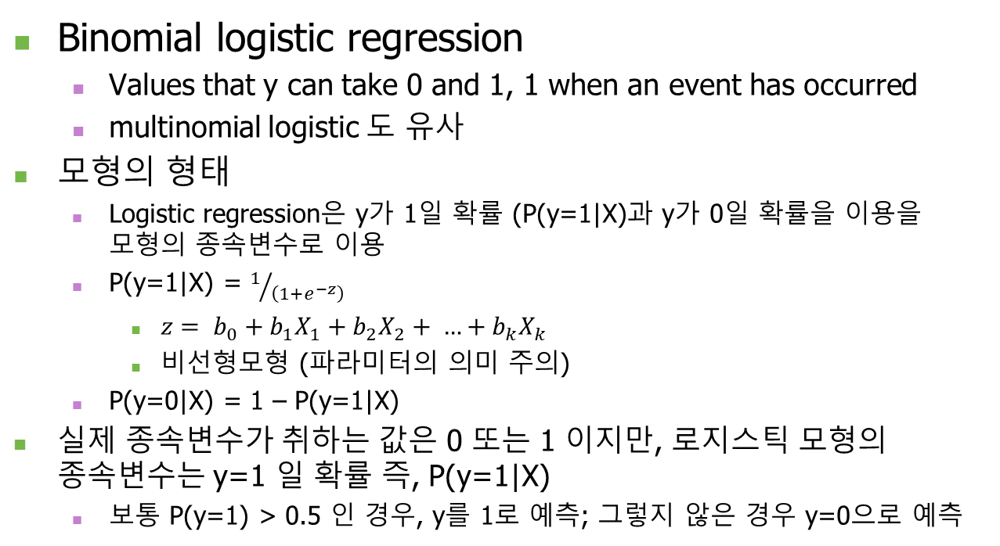 Binomial logistic regression
Values that y can take 0 and 1, 1 when an event has occurred
multinomial logistic 도 유사
모형의 형태
Logistic regression은 y가 1일 확률 (P(y=1|X)과 y가 0일 확률을 이용을
모형의 종속변수로 이용
P(y=1|X) = 1/(1+e^{-z})
z = b₀ + b₁X₁ + b₂X₂ + … + bₖXₖ
비선형모형 (파라미터의 의미 주의)
P(y=0|X) = 1 – P(y=1|X)
실제 종속변수가 취하는 값은 0 또는 1 이지만, 로지스틱 모형의
종속변수는 y=1 일 확률 즉, P(y=1|X)
보통 P(y=1) > 0.5 인 경우, y를 1로 예측; 그렇지 않은 경우 y=0으로 예측